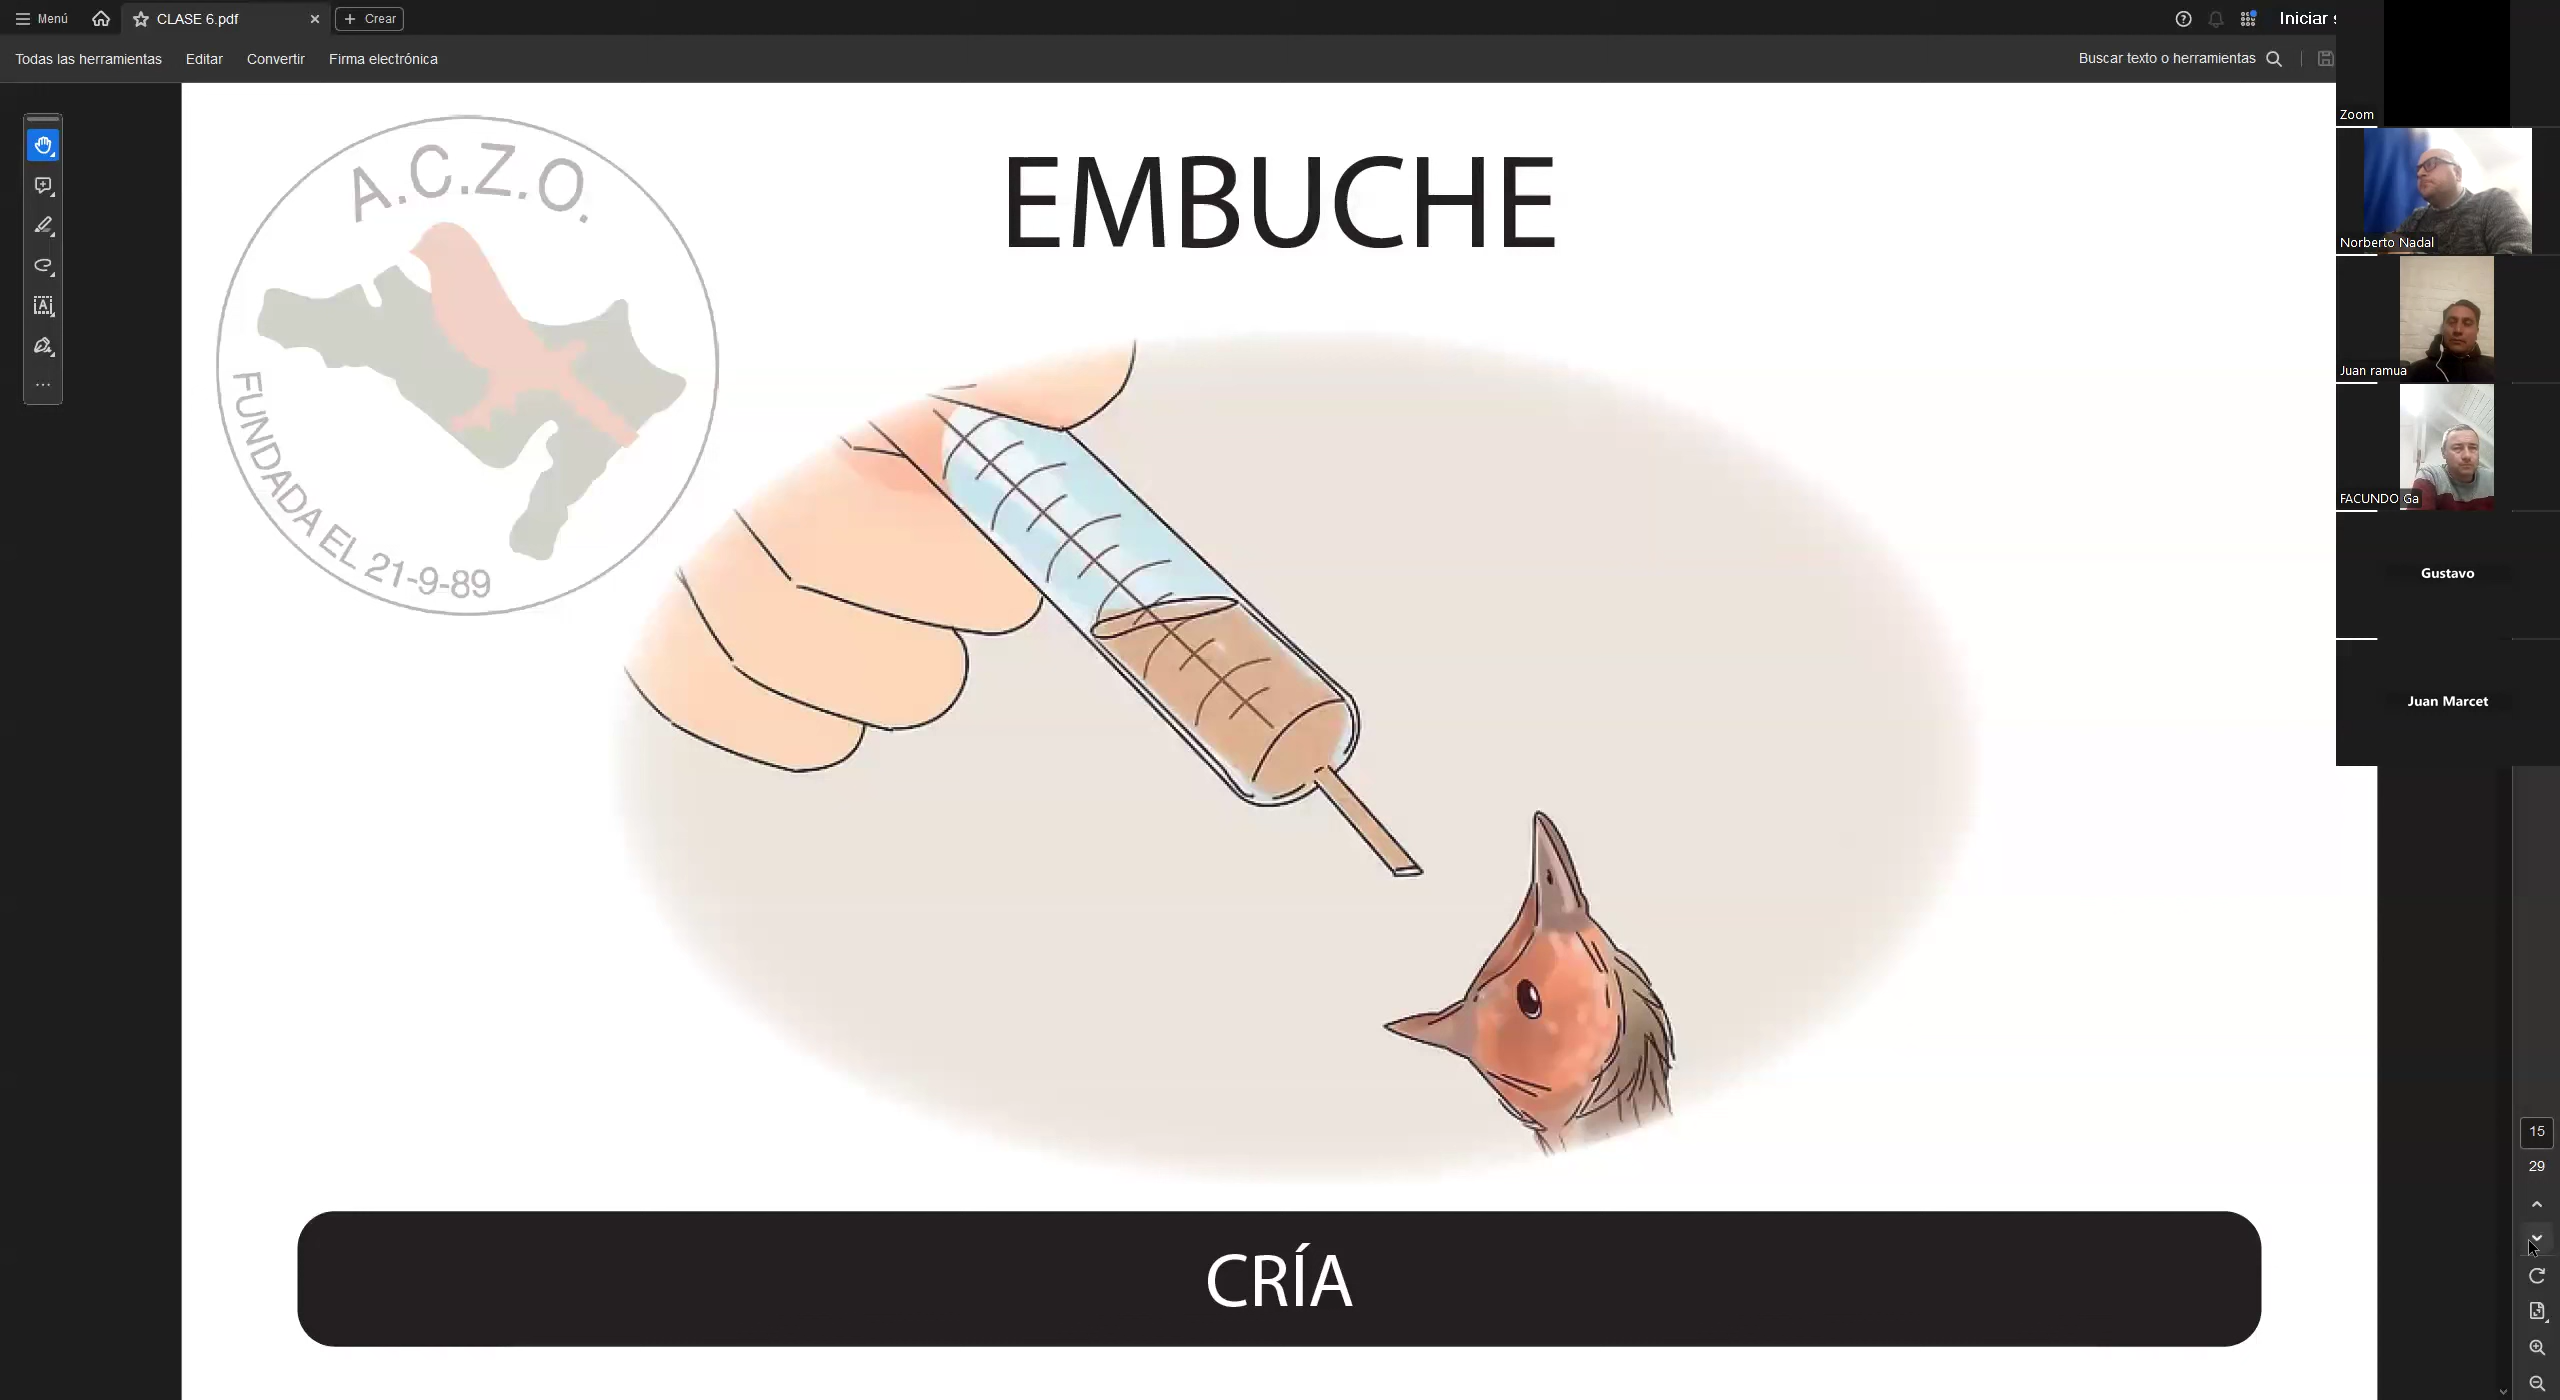 Menú
CLASE 6.pdf
Crear
Iniciar s
Todas las herramientas
Editar
Convertir
Firma electrónica
Buscar texto o herramientas
A.C.Z.O.
FUNDADA EL 21-9-89
EMBUCHE
CRÍA
Zoom
Norberto Nadal
Juan ramua
FACUNDO Ga
Gustavo
Juan Marcet
15
29